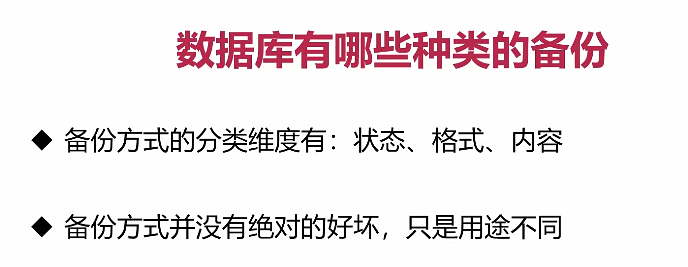 数据库有哪些种类的备份
◆ 备份方式的分类维度有：状态、格式、内容
◆ 备份方式并没有绝对的好坏，只是用途不同